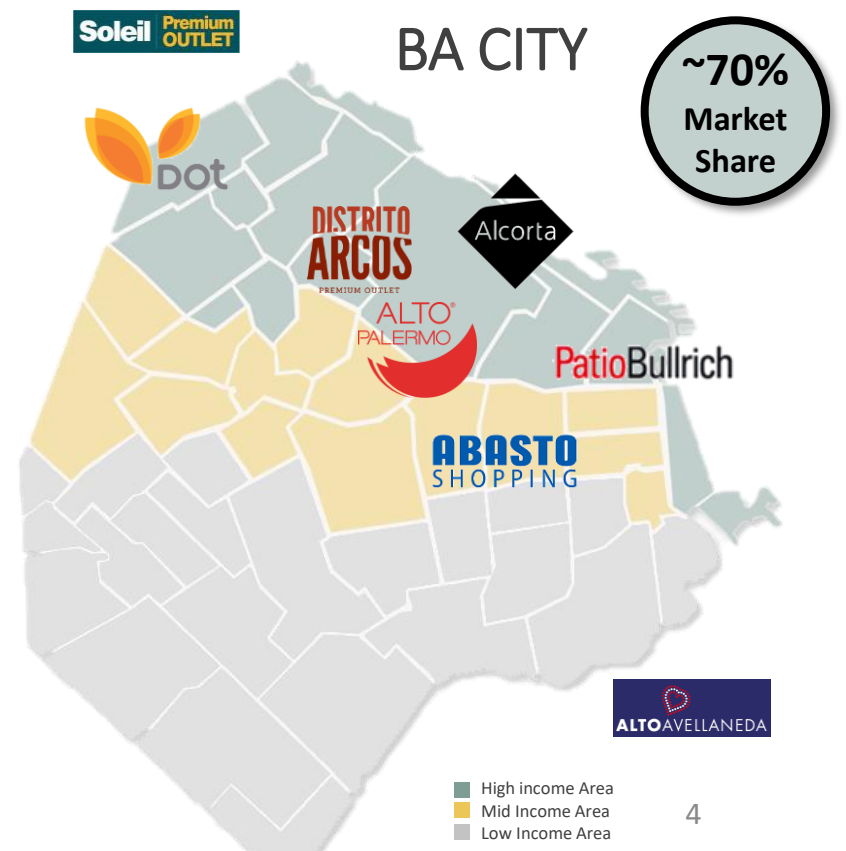 Soleil Premium OUTLET
BA CITY
~70%
Market
Share
DOT
DISTRITO
ARCOS
PREMIUM OUTLET
Alcorta
ALTO®
PALERMO
PatioBullrich
ABASTO
SHOPPING
ALTOAVELLANEDA
High income Area
Mid Income Area
Low Income Area
4